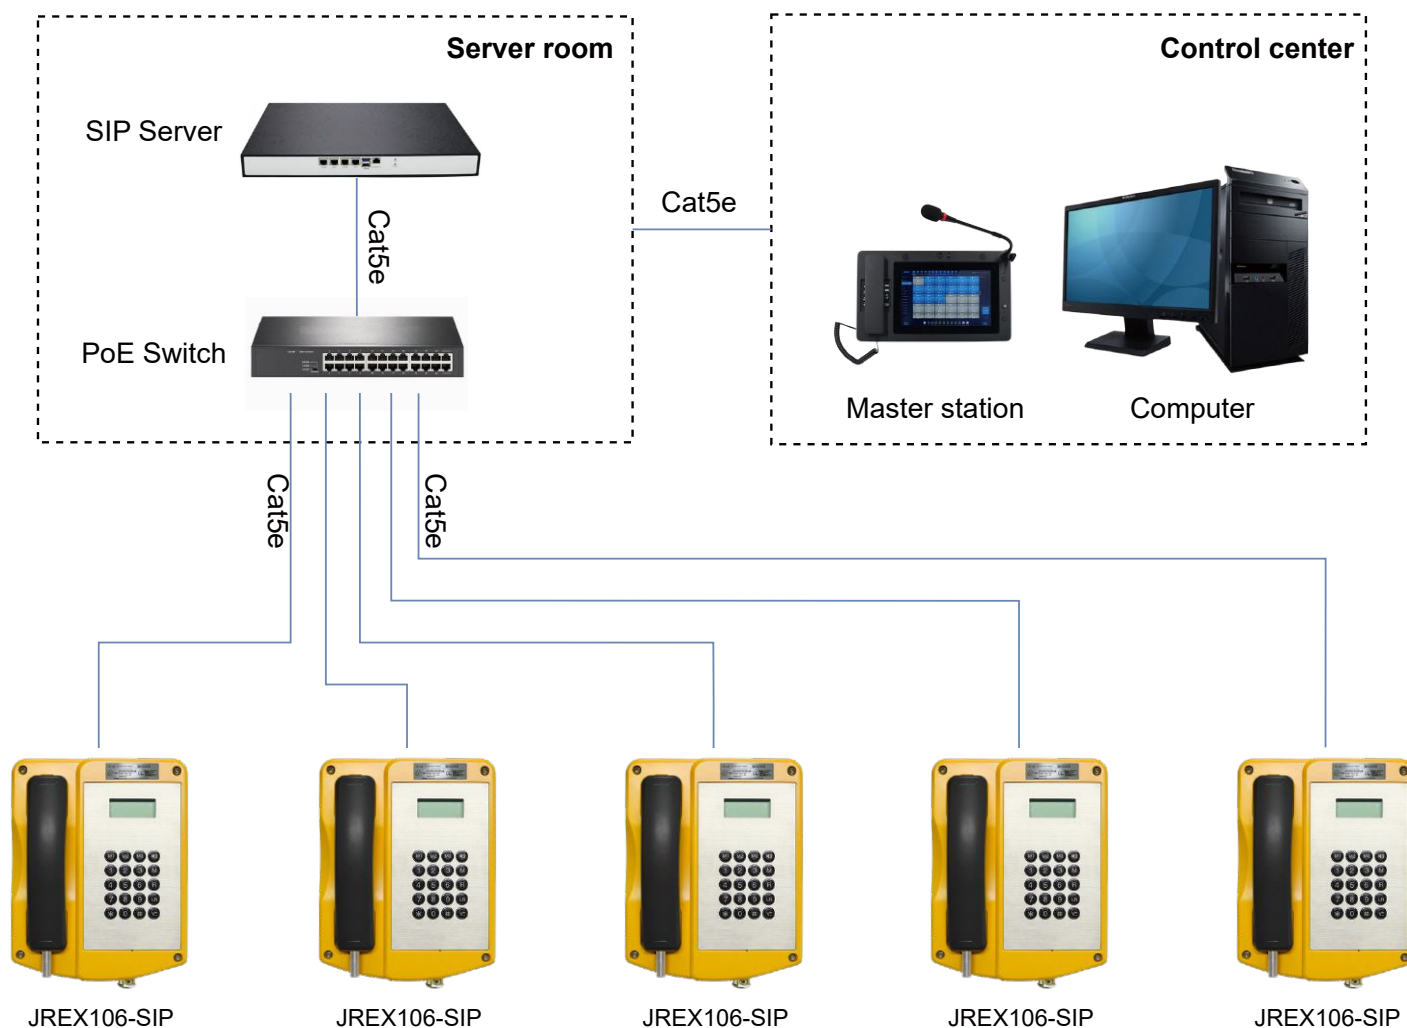 Server room
Control center
SIP Server
Cat5e
Cat5e
PoE Switch
Master station
Computer
Cat5e
Cat5e
JREX106-SIP
JREX106-SIP
JREX106-SIP
JREX106-SIP
JREX106-SIP